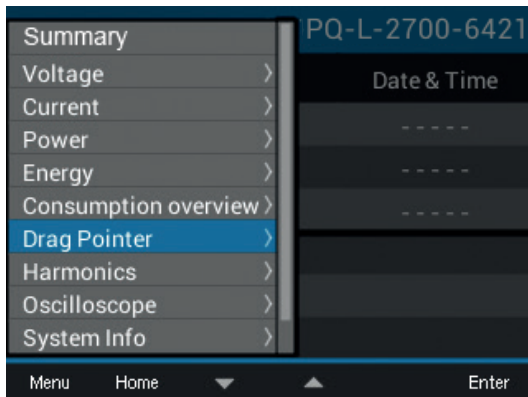 Summary
PQ-L-2700-6421
Voltage
Date & Time
Current
Power
- - - - -
Energy
- - - - -
Consumption overview
- - - - -
Drag Pointer
Harmonics
Oscilloscope
System Info
Menu Home Enter